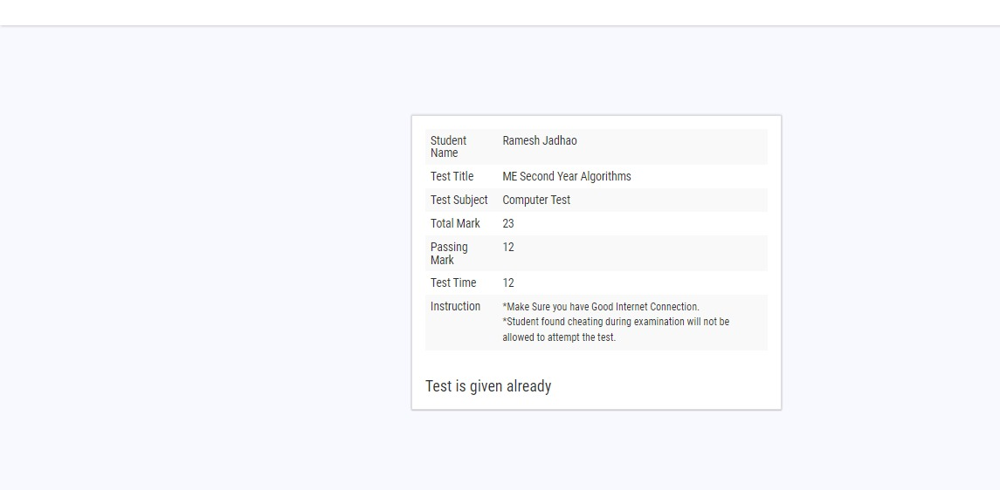 Student
Name
Ramesh Jadhao
Test Title
ME Second Year Algorithms
Test Subject
Computer Test
Total Mark
23
Passing
Mark
12
Test Time
12
Instruction
*Make Sure you have Good Internet Connection.
*Student found cheating during examination will not be
allowed to attempt the test.
Test is given already